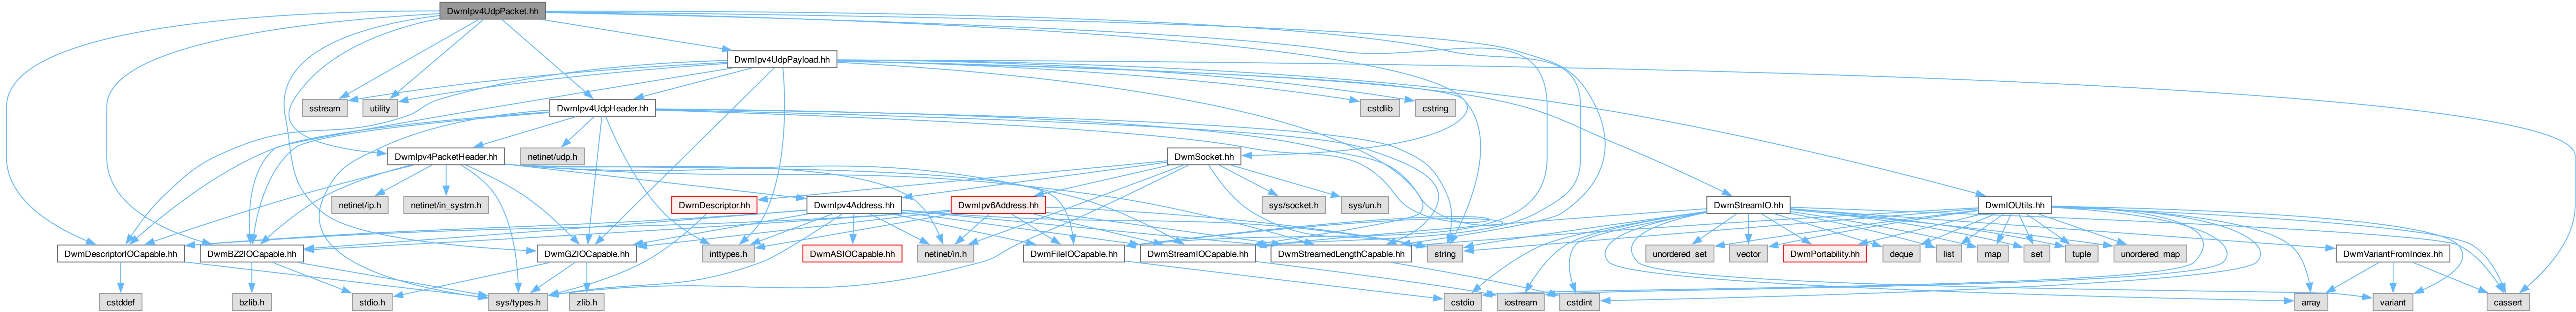 DwmIpv4UdpPacket.hh
DwmIpv4UdpPayload.hh
sstream
utility
DwmIpv4UdpHeader.hh
cstdlib
cstring
DwmIpv4PacketHeader.hh
netinet/udp.h
DwmSocket.hh
netinet/ip.h
netinet/in_systm.h
DwmDescriptor.hh
DwmIpv4Address.hh
DwmIpv6Address.hh
sys/socket.h
sys/un.h
DwmStreamIO.hh
DwmIOUtils.hh
DwmDescriptorIOCapable.hh
DwmBZ2IOCapable.hh
DwmGZIOCapable.hh
inttypes.h
DwmASIOCapable.hh
netinet/in.h
DwmFileIOCapable.hh
DwmStreamIOCapable.hh
DwmStreamedLengthCapable.hh
string
unordered_set
vector
DwmPortability.hh
deque
list
map
set
tuple
unordered_map
DwmVariantFromIndex.hh
cstddef
bzlib.h
stdio.h
sys/types.h
zlib.h
cstdio
iostream
cstdint
array
variant
cassert